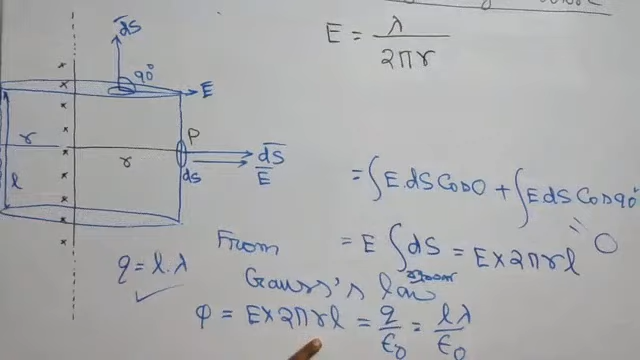 dS
90°
E
E = λ / 2πr
r
r
P
dS
dS
E
l
= ∫ E.dS Cos0 + ∫ E dS Cos90°
= 0
q = l.λ
From = E ∫ dS = E × 2πrl
Gauss's law
φ = E × 2πrl = q/ε₀ = lλ/ε₀